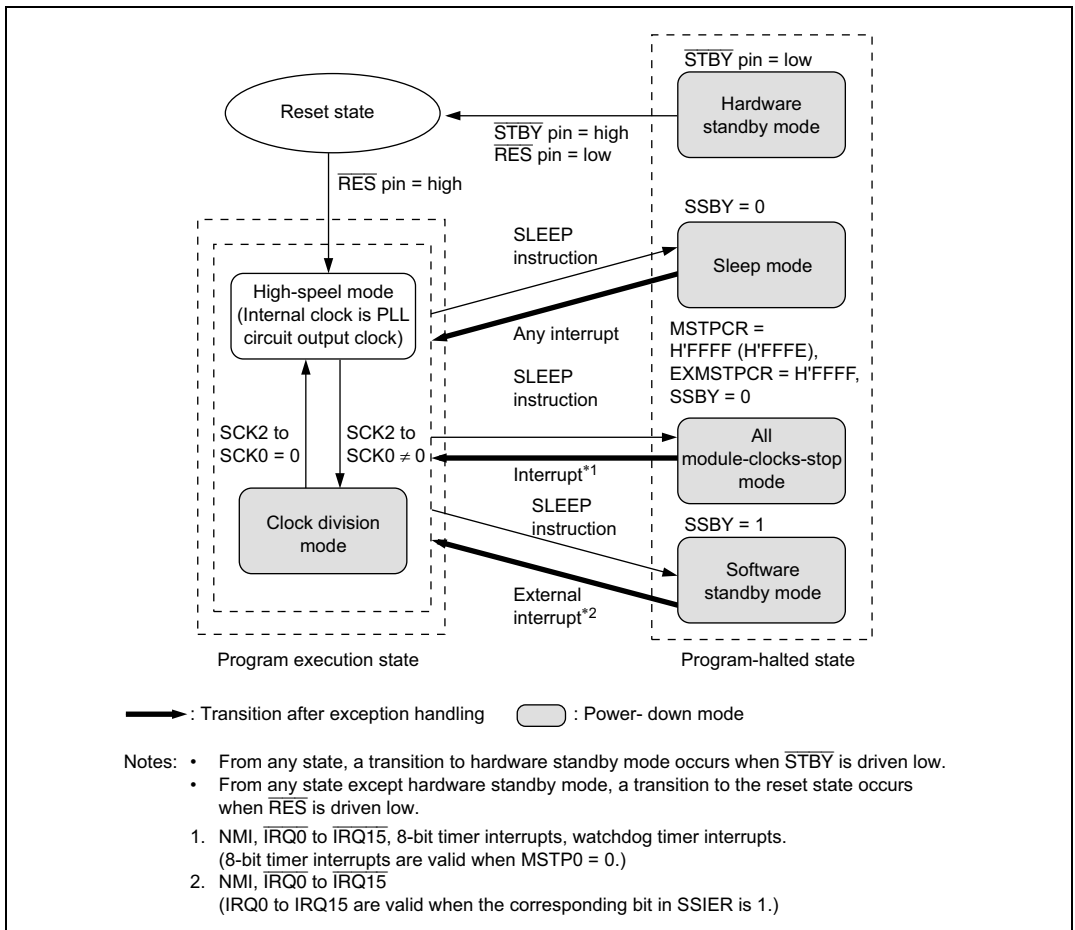 STBY pin = low
Hardware
standby mode
Reset state
STBY pin = high
RES pin = low
RES pin = high
SSBY = 0
SLEEP
instruction
Sleep mode
High-speel mode
(Internal clock is PLL
circuit output clock)
Any interrupt
MSTPCR =
H'FFFF (H'FFFE),
EXMSTPCR = H'FFFF,
SSBY = 0
SLEEP
instruction
SCK2 to
SCK0 = 0
SCK2 to
SCK0 ≠ 0
All
module-clocks-stop
mode
Interrupt*1
SLEEP
instruction
SSBY = 1
Clock division
mode
Software
standby mode
External
interrupt*2
Program execution state
Program-halted state
: Transition after exception handling
: Power- down mode
Notes: • From any state, a transition to hardware standby mode occurs when STBY is driven low.
• From any state except hardware standby mode, a transition to the reset state occurs
when RES is driven low.
1. NMI, IRQ0 to IRQ15, 8-bit timer interrupts, watchdog timer interrupts.
(8-bit timer interrupts are valid when MSTP0 = 0.)
2. NMI, IRQ0 to IRQ15
(IRQ0 to IRQ15 are valid when the corresponding bit in SSIER is 1.)